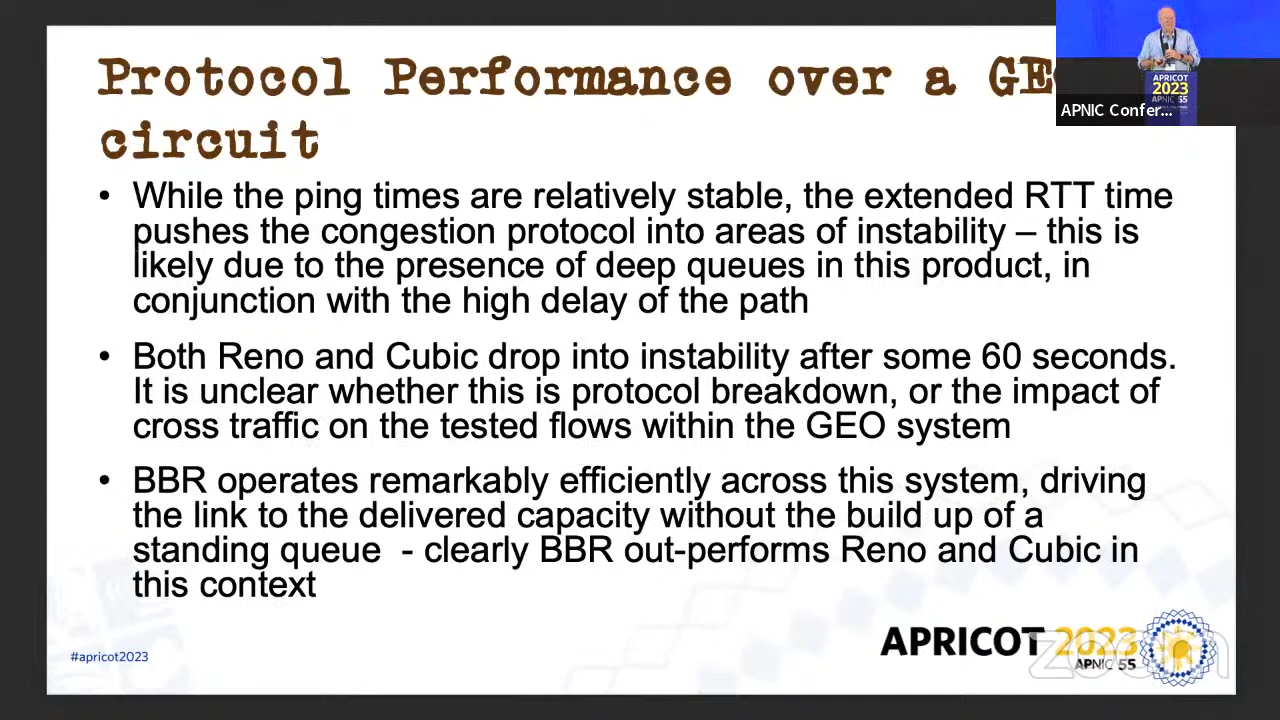 Protocol Performance over a GEO
circuit
• While the ping times are relatively stable, the extended RTT time
pushes the congestion protocol into areas of instability – this is
likely due to the presence of deep queues in this product, in
conjunction with the high delay of the path
• Both Reno and Cubic drop into instability after some 60 seconds.
It is unclear whether this is protocol breakdown, or the impact of
cross traffic on the tested flows within the GEO system
• BBR operates remarkably efficiently across this system, driving
the link to the delivered capacity without the build up of a
standing queue - clearly BBR out-performs Reno and Cubic in
this context
#apricot2023
APRICOT 2023
APNIC 55
zoom
APRICOT
2023
APNIC 55
APNIC Confer...